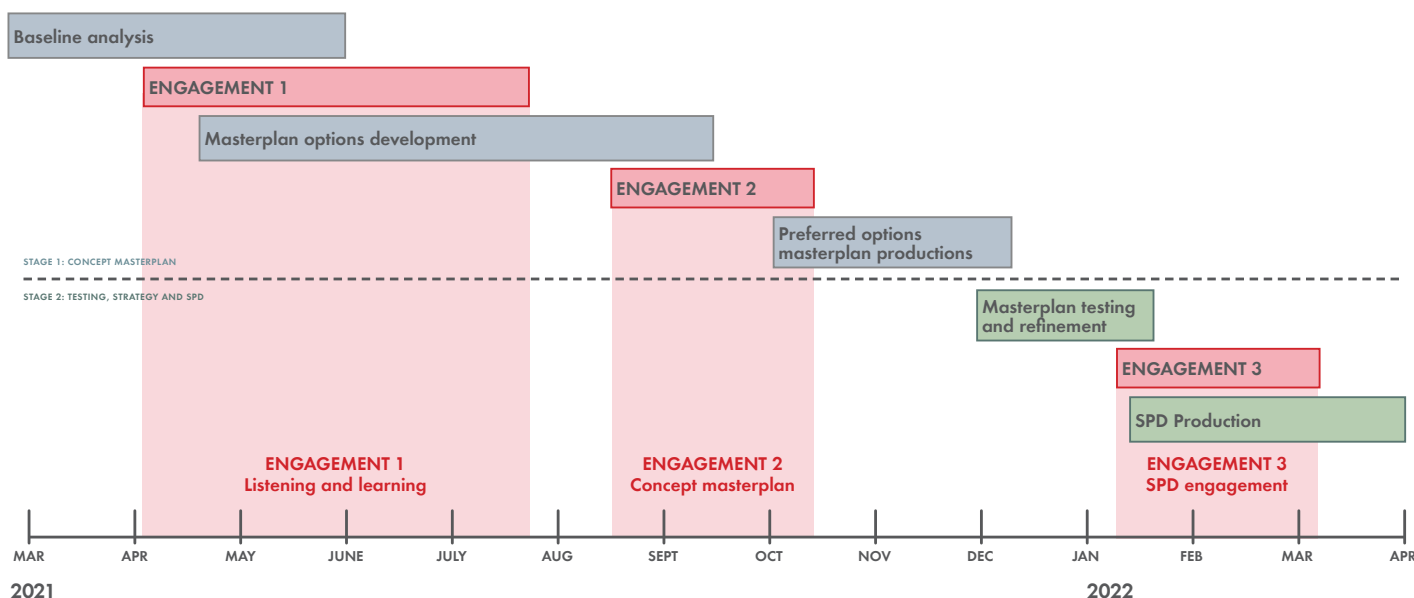 Baseline analysis
ENGAGEMENT 1
Masterplan options development
ENGAGEMENT 2
Preferred options
masterplan productions
STAGE 1: CONCEPT MASTERPLAN
STAGE 2: TESTING, STRATEGY AND SPD
Masterplan testing
and refinement
ENGAGEMENT 3
SPD Production
ENGAGEMENT 1
Listening and learning
ENGAGEMENT 2
Concept masterplan
ENGAGEMENT 3
SPD engagement
MAR APR MAY JUNE JULY AUG SEPT OCT NOV DEC JAN FEB MAR APR
2021 2022